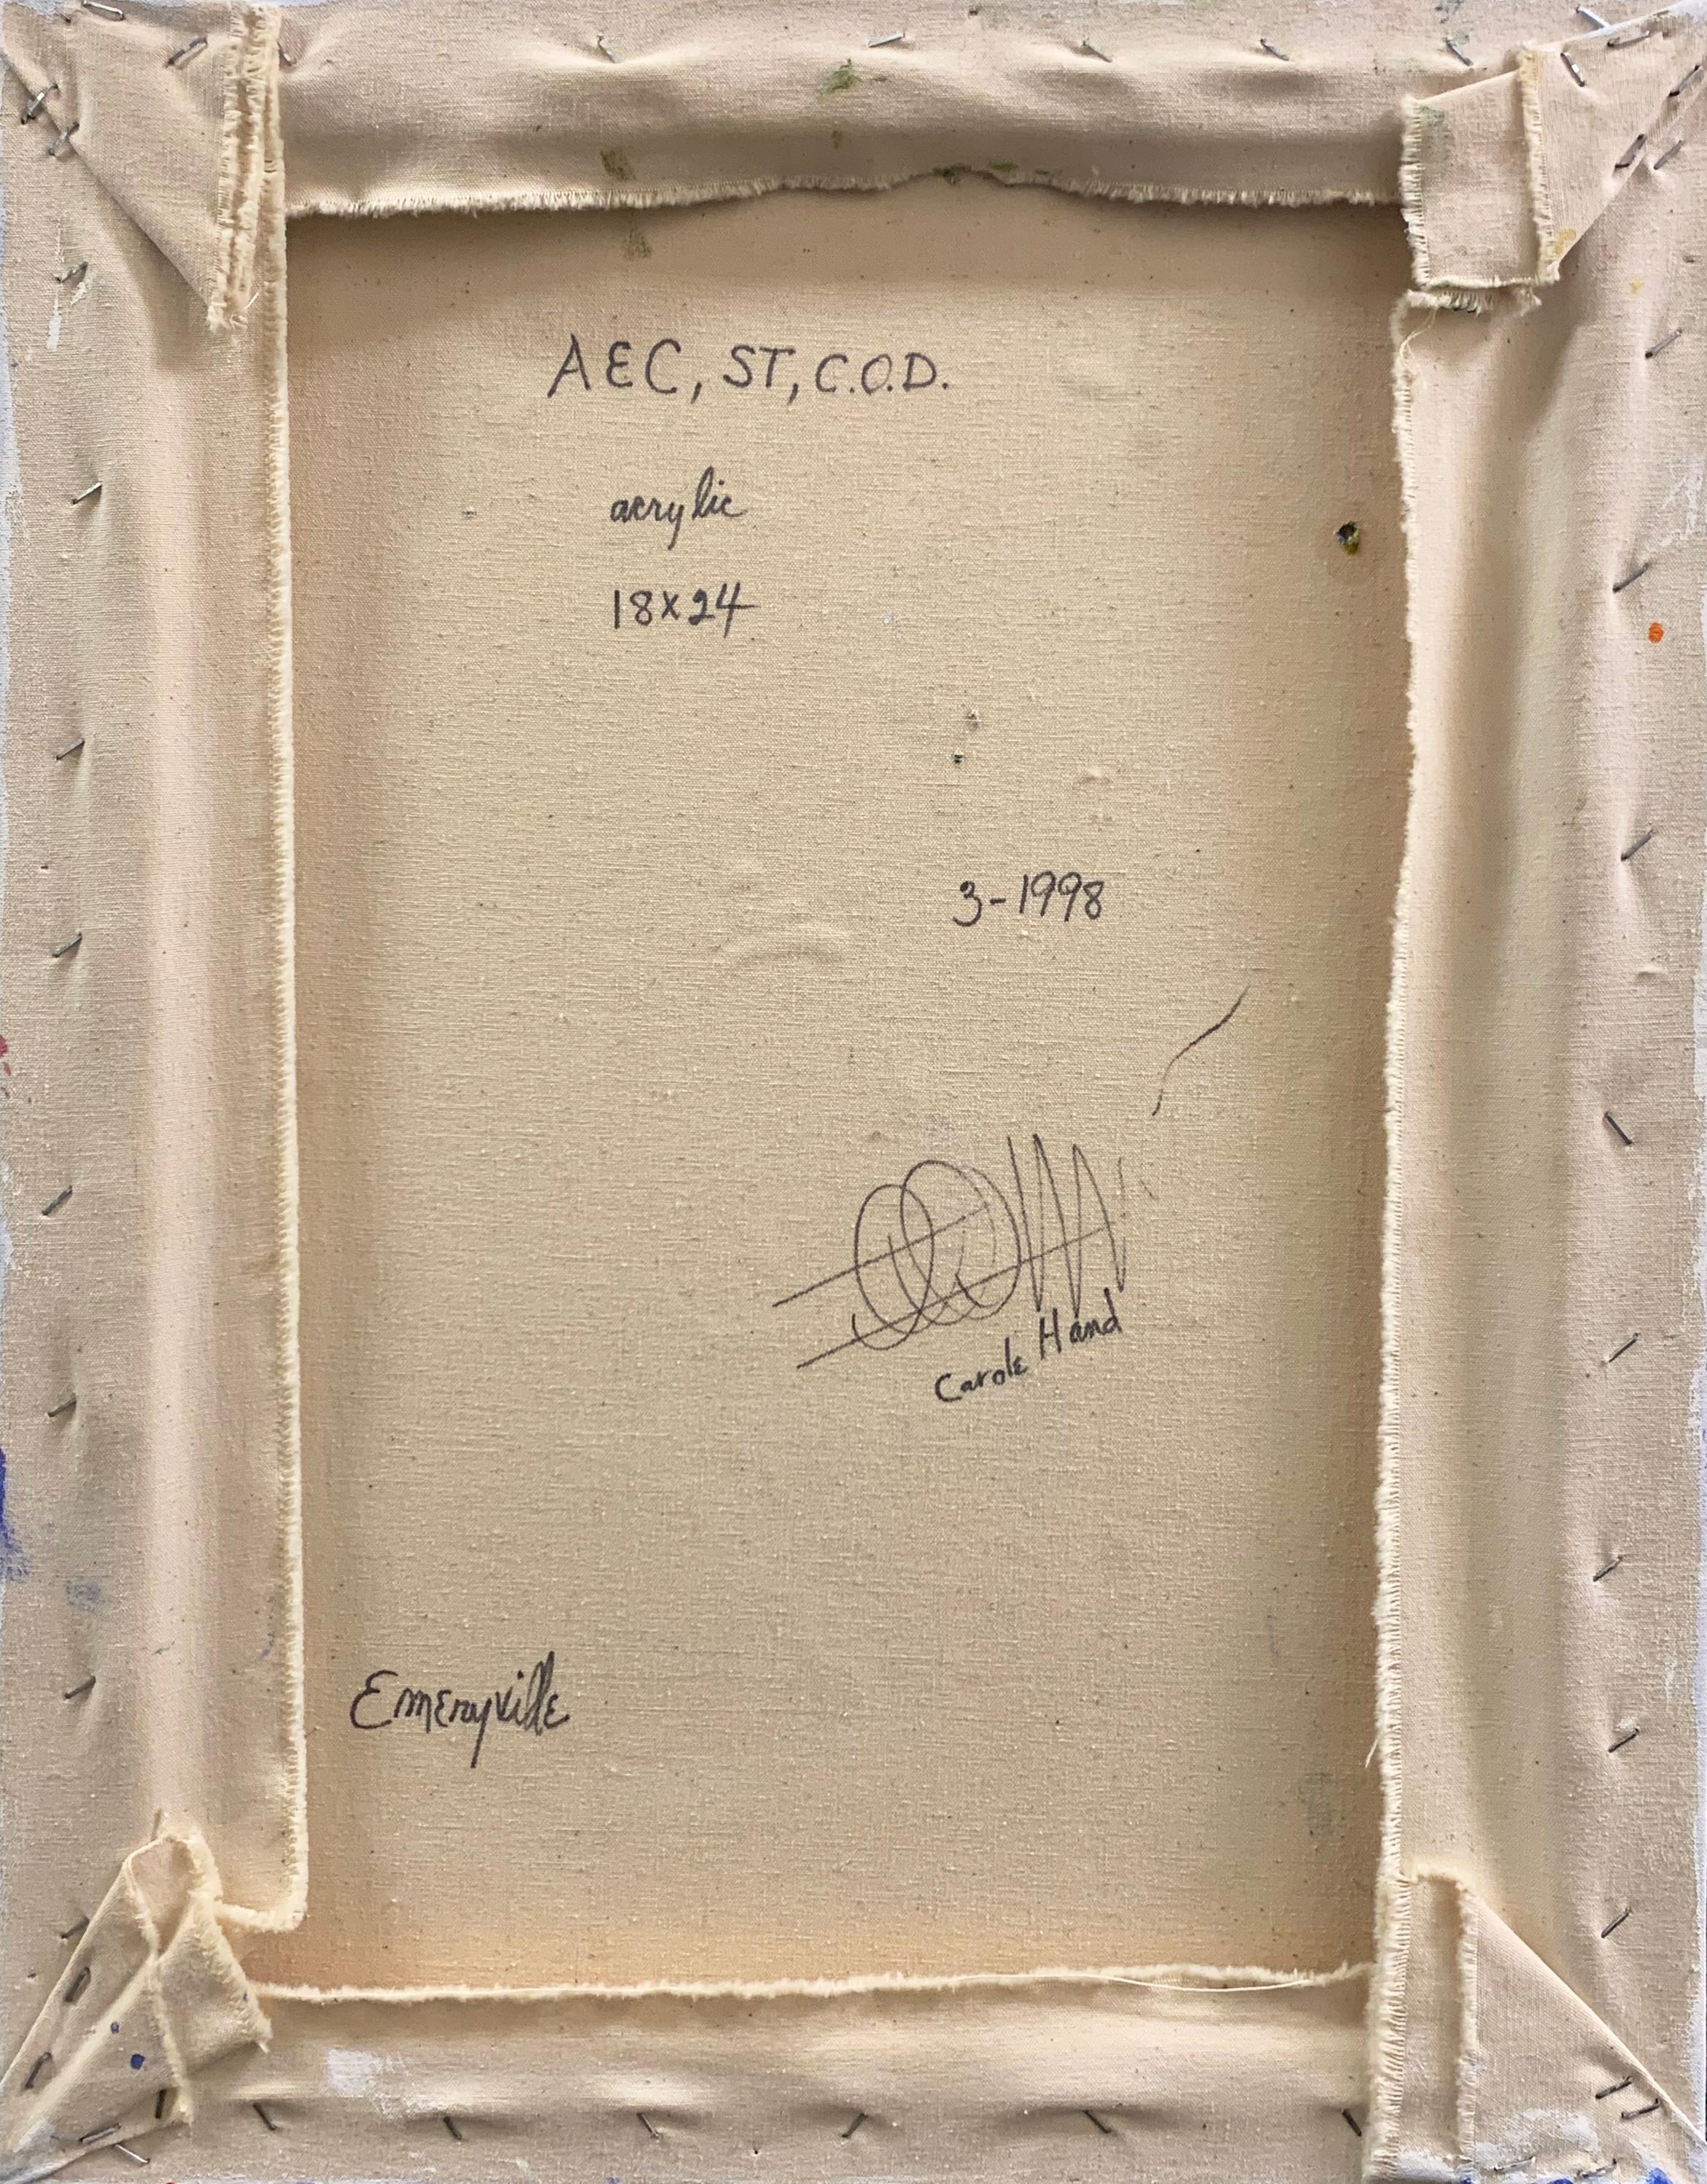 AEC, ST, C.O.D.
acrylic
18x24
3-1998
Carole Hand
Emeryville